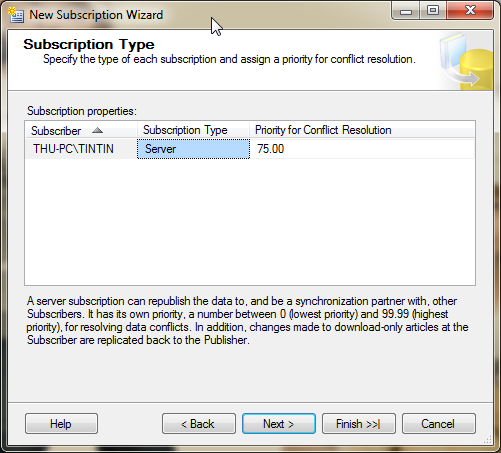 New Subscription Wizard
Subscription Type
Specify the type of each subscription and assign a priority for conflict resolution.
Subscription properties:
Subscriber Subscription Type Priority for Conflict Resolution
THU-PC\TINTIN Server 75.00
A server subscription can republish the data to, and be a synchronization partner with, other
Subscribers. It has its own priority, a number between 0 (lowest priority) and 99.99 (highest
priority), for resolving data conflicts. In addition, changes made to download-only articles at the
Subscriber are replicated back to the Publisher.
Help < Back Next > Finish >>| Cancel